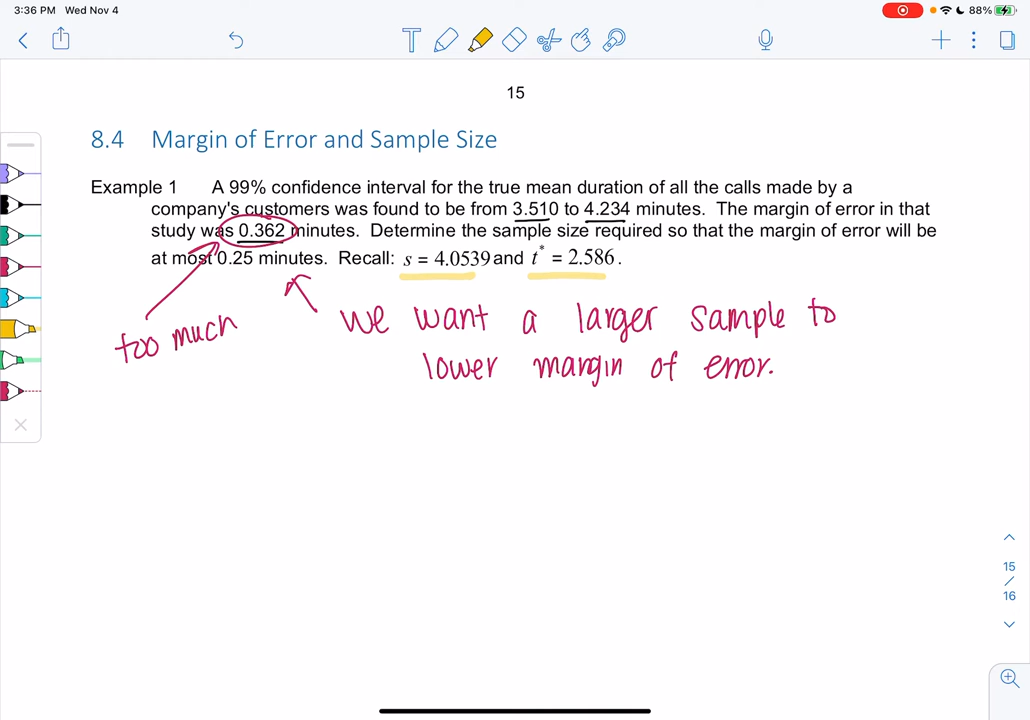 3:36 PM Wed Nov 4
88%
15
8.4 Margin of Error and Sample Size
Example 1 A 99% confidence interval for the true mean duration of all the calls made by a
company's customers was found to be from 3.510 to 4.234 minutes. The margin of error in that
study was 0.362 minutes. Determine the sample size required so that the margin of error will be
at most 0.25 minutes. Recall: s = 4.0539 and t* = 2.586.
too much
we want a larger sample to
lower margin of error.
15
/
16